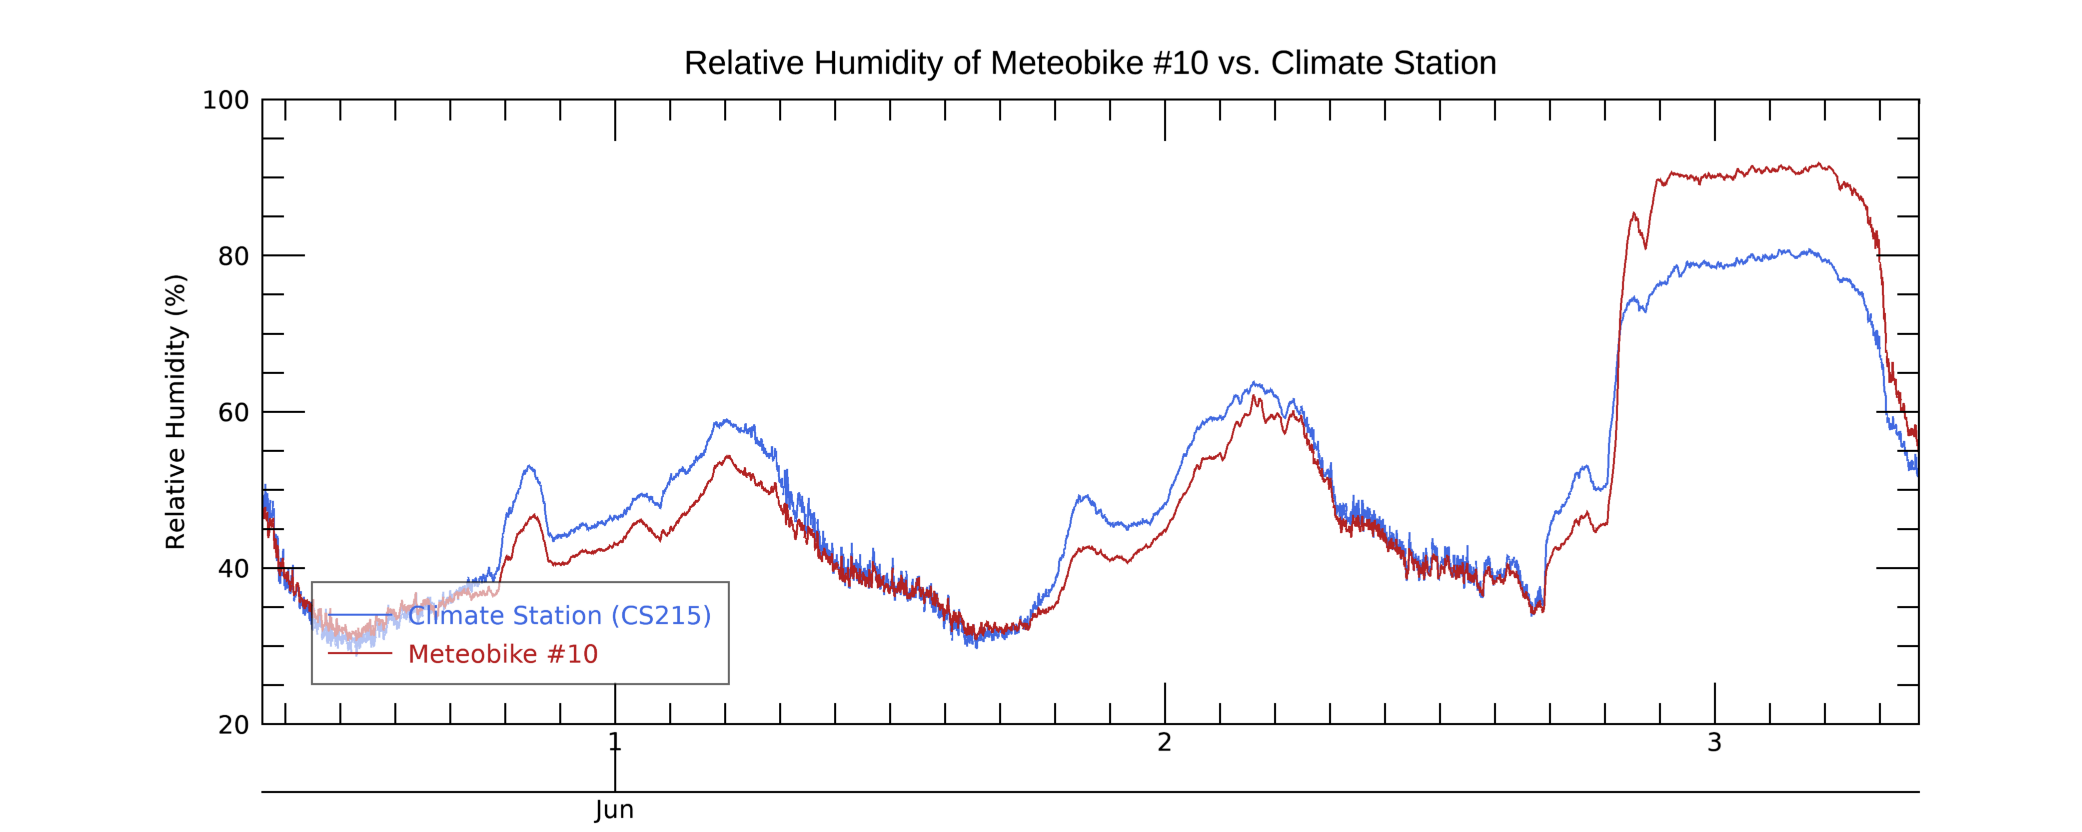 Relative Humidity of Meteobike #10 vs. Climate Station
Relative Humidity (%)
100
80
60
40
20
Climate Station (CS215)
Meteobike #10
1
2
3
Jun